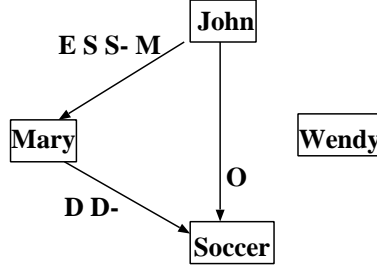 John
E S S- M
Mary
Wendy
O
D D-
Soccer